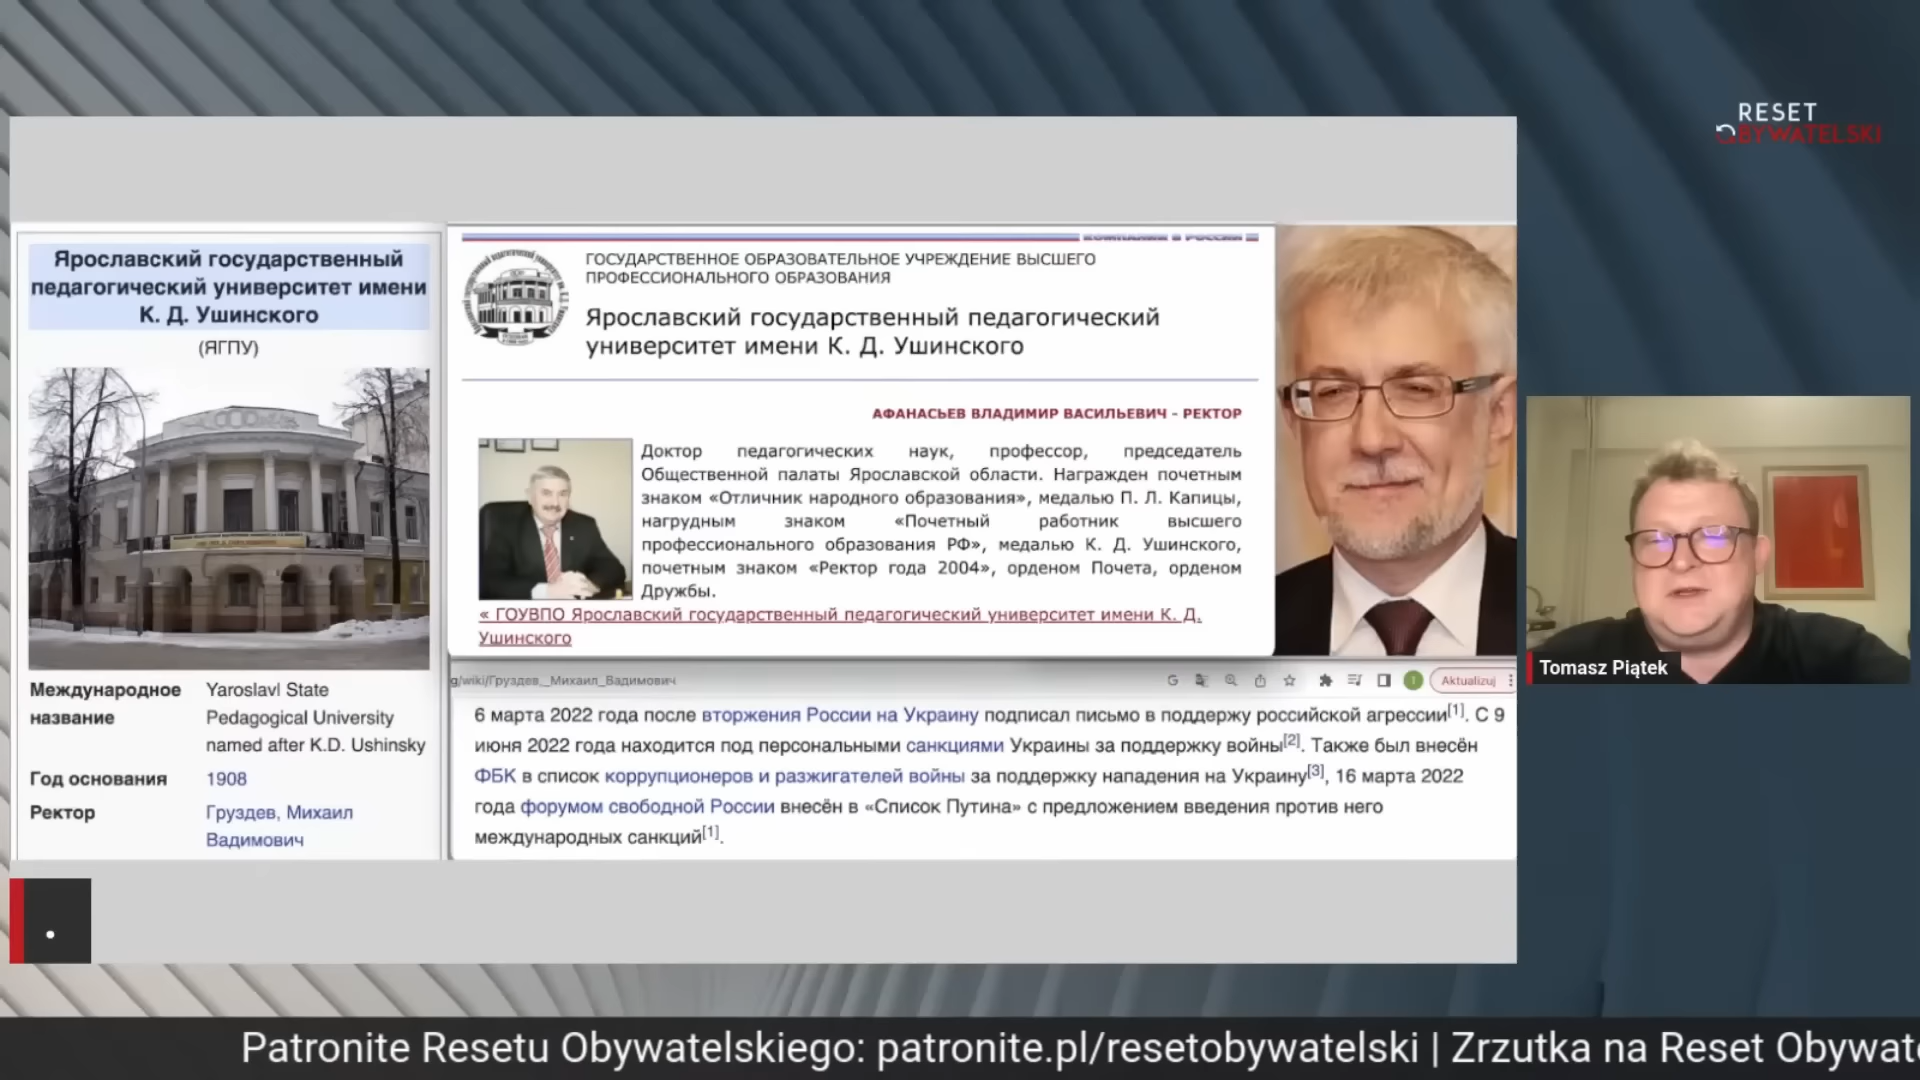 RESET
OBYWATELSKI
Ярославский государственный
педагогический университет имени
К. Д. Ушинского
(ЯГПУ)
Международное название
Yaroslavl State Pedagogical University named after K.D. Ushinsky
Год основания 1908
Ректор Груздев, Михаил Вадимович
КОМПАНИИ В РОССИИ
ГОСУДАРСТВЕННОЕ ОБРАЗОВАТЕЛЬНОЕ УЧРЕЖДЕНИЕ ВЫСШЕГО
ПРОФЕССИОНАЛЬНОГО ОБРАЗОВАНИЯ
Ярославский государственный педагогический
университет имени К. Д. Ушинского
АФАНАСЬЕВ ВЛАДИМИР ВАСИЛЬЕВИЧ - РЕКТОР
Доктор педагогических наук, профессор, председатель
Общественной палаты Ярославской области. Награжден почетным
знаком «Отличник народного образования», медалью П. Л. Капицы,
нагрудным знаком «Почетный работник высшего
профессионального образования РФ», медалью К. Д. Ушинского,
почетным знаком «Ректор года 2004», орденом Почета, орденом
Дружбы.
« ГОУВПО Ярославский государственный педагогический университет имени К. Д.
Ушинского
g/wiki/Груздев,_Михаил_Вадимович
Aktualizuj
6 марта 2022 года после вторжения России на Украину подписал письмо в поддержку российской агрессии[1]. С 9
июня 2022 года находится под персональными санкциями Украины за поддержку войны[2]. Также был внесён
ФБК в список коррупционеров и разжигателей войны за поддержку нападения на Украину[3], 16 марта 2022
года форумом свободной России внесён в «Список Путина» с предложением введения против него
международных санкций[1].
Tomasz Piątek
.
Patronite Resetu Obywatelskiego: patronite.pl/resetobywatelski | Zrzutka na Reset Obywat